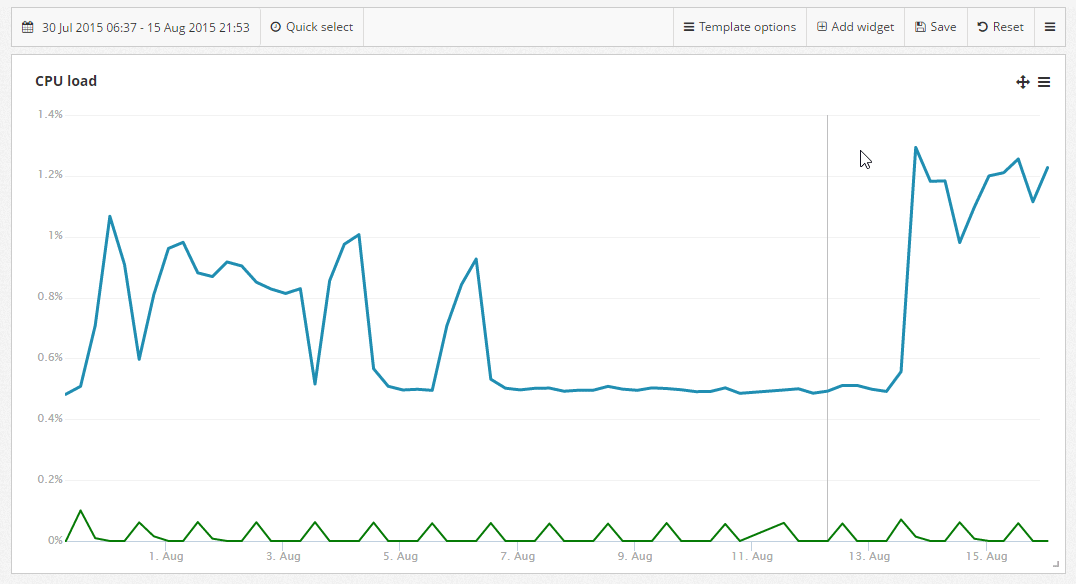 30 Jul 2015 06:37 - 15 Aug 2015 21:53 Quick select Template options Add widget Save Reset
CPU load
1.4%
1.2%
1%
0.8%
0.6%
0.4%
0.2%
0%
1. Aug 3. Aug 5. Aug 7. Aug 9. Aug 11. Aug 13. Aug 15. Aug